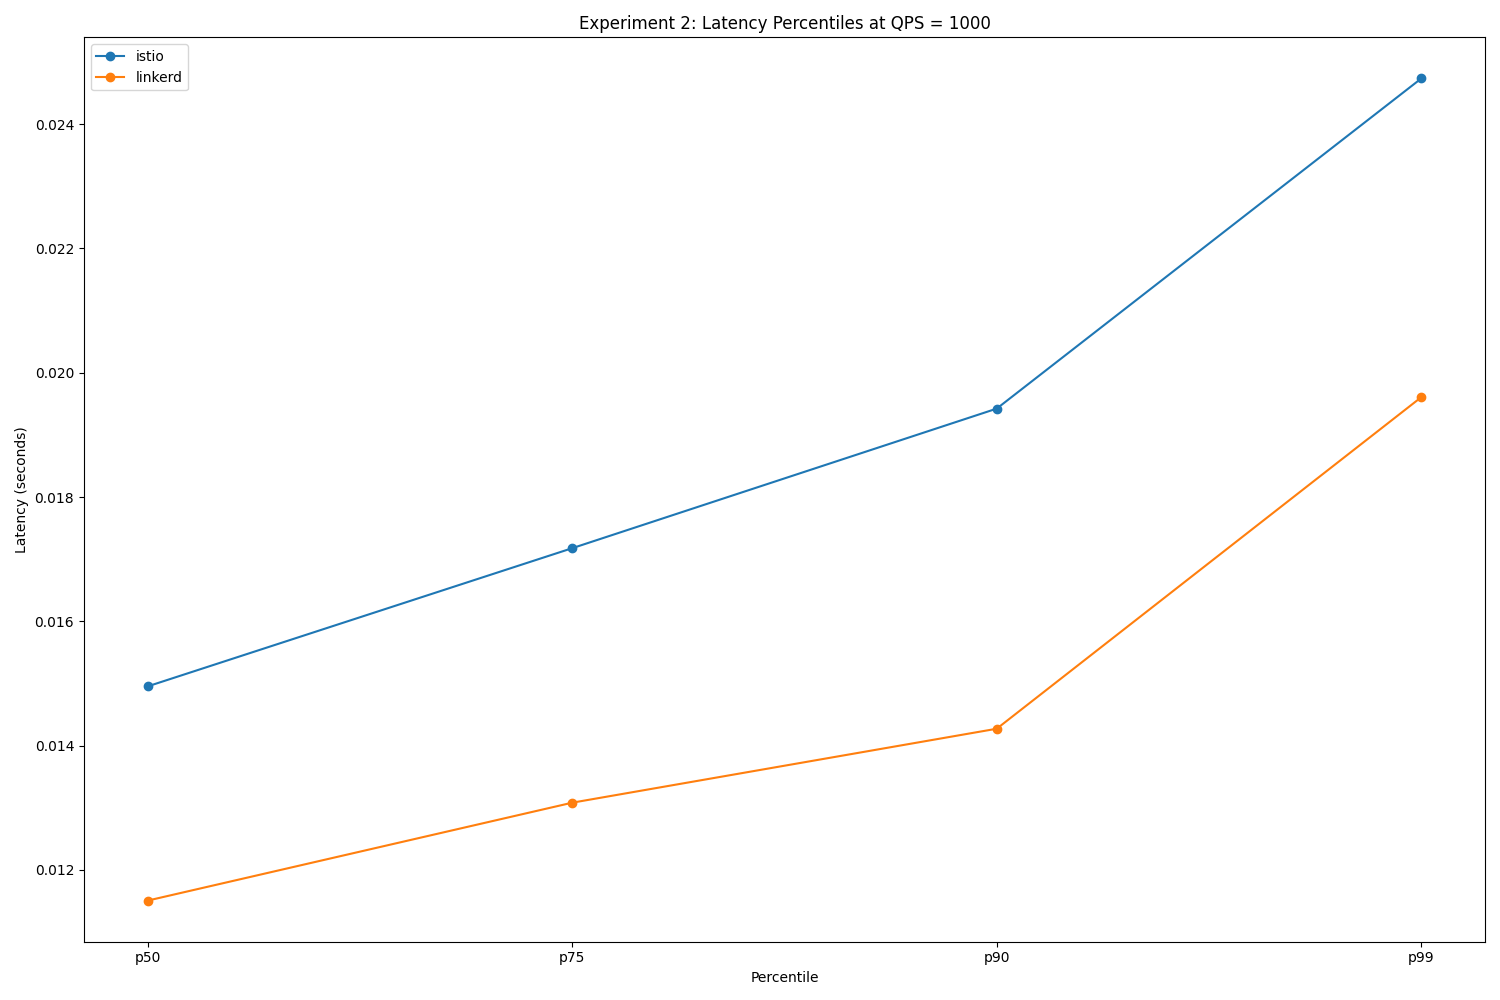 Experiment 2: Latency Percentiles at QPS = 1000
istio
linkerd
0.024
0.022
0.020
0.018
0.016
0.014
0.012
Latency (seconds)
p50 p75 p90 p99
Percentile